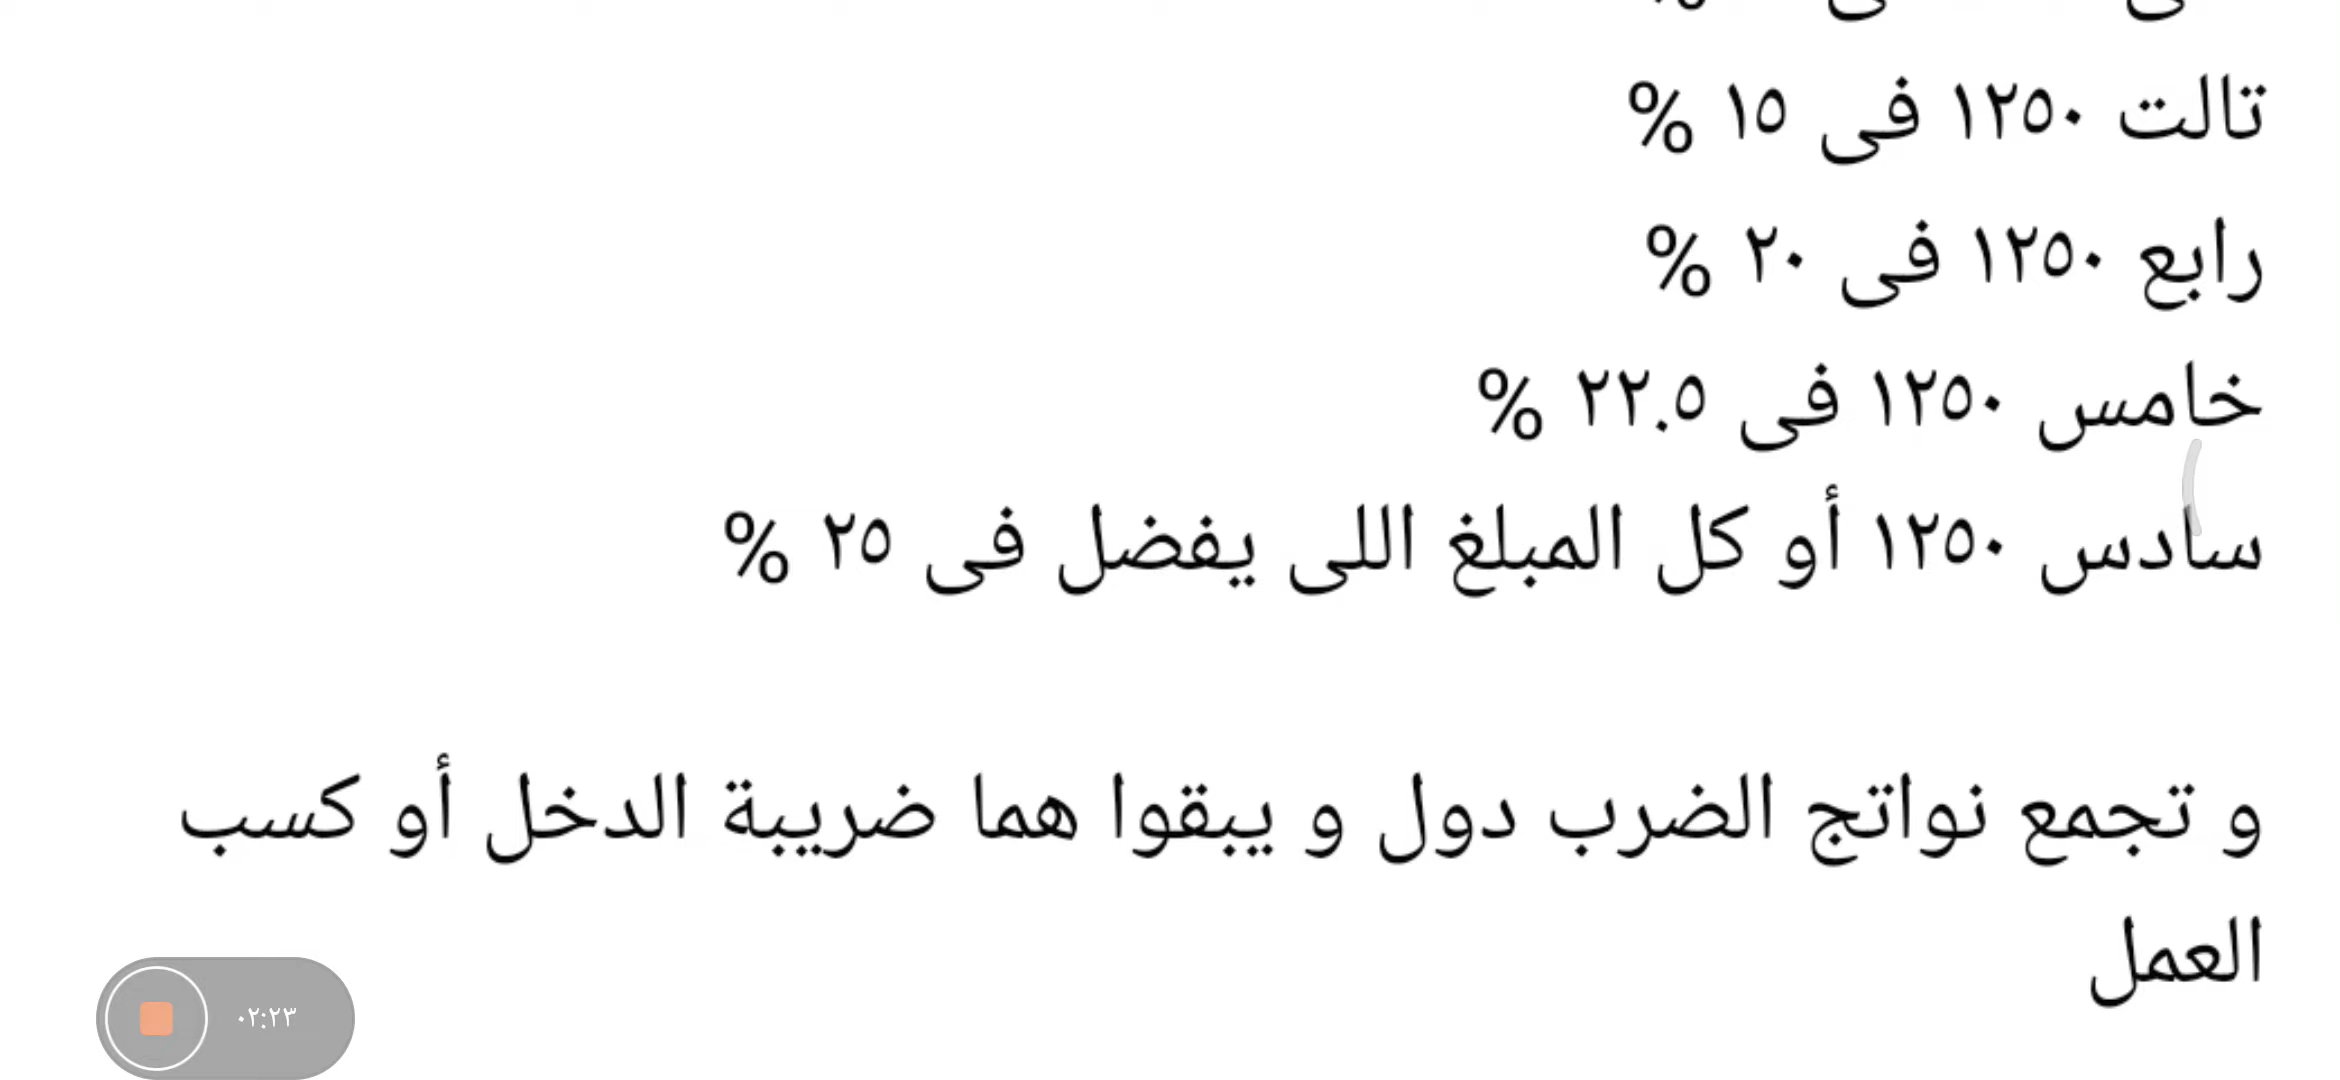 تالت ١٢٥٠ فى ١٥ %
رابع ١٢٥٠ فى ٢٠ %
خامس ١٢٥٠ فى ٢٢.٥ %
سادس ١٢٥٠ أو كل المبلغ اللى يفضل فى ٢٥ %
و تجمع نواتج الضرب دول و يبقوا هما ضريبة الدخل أو كسب
العمل
٠٢:٢٣